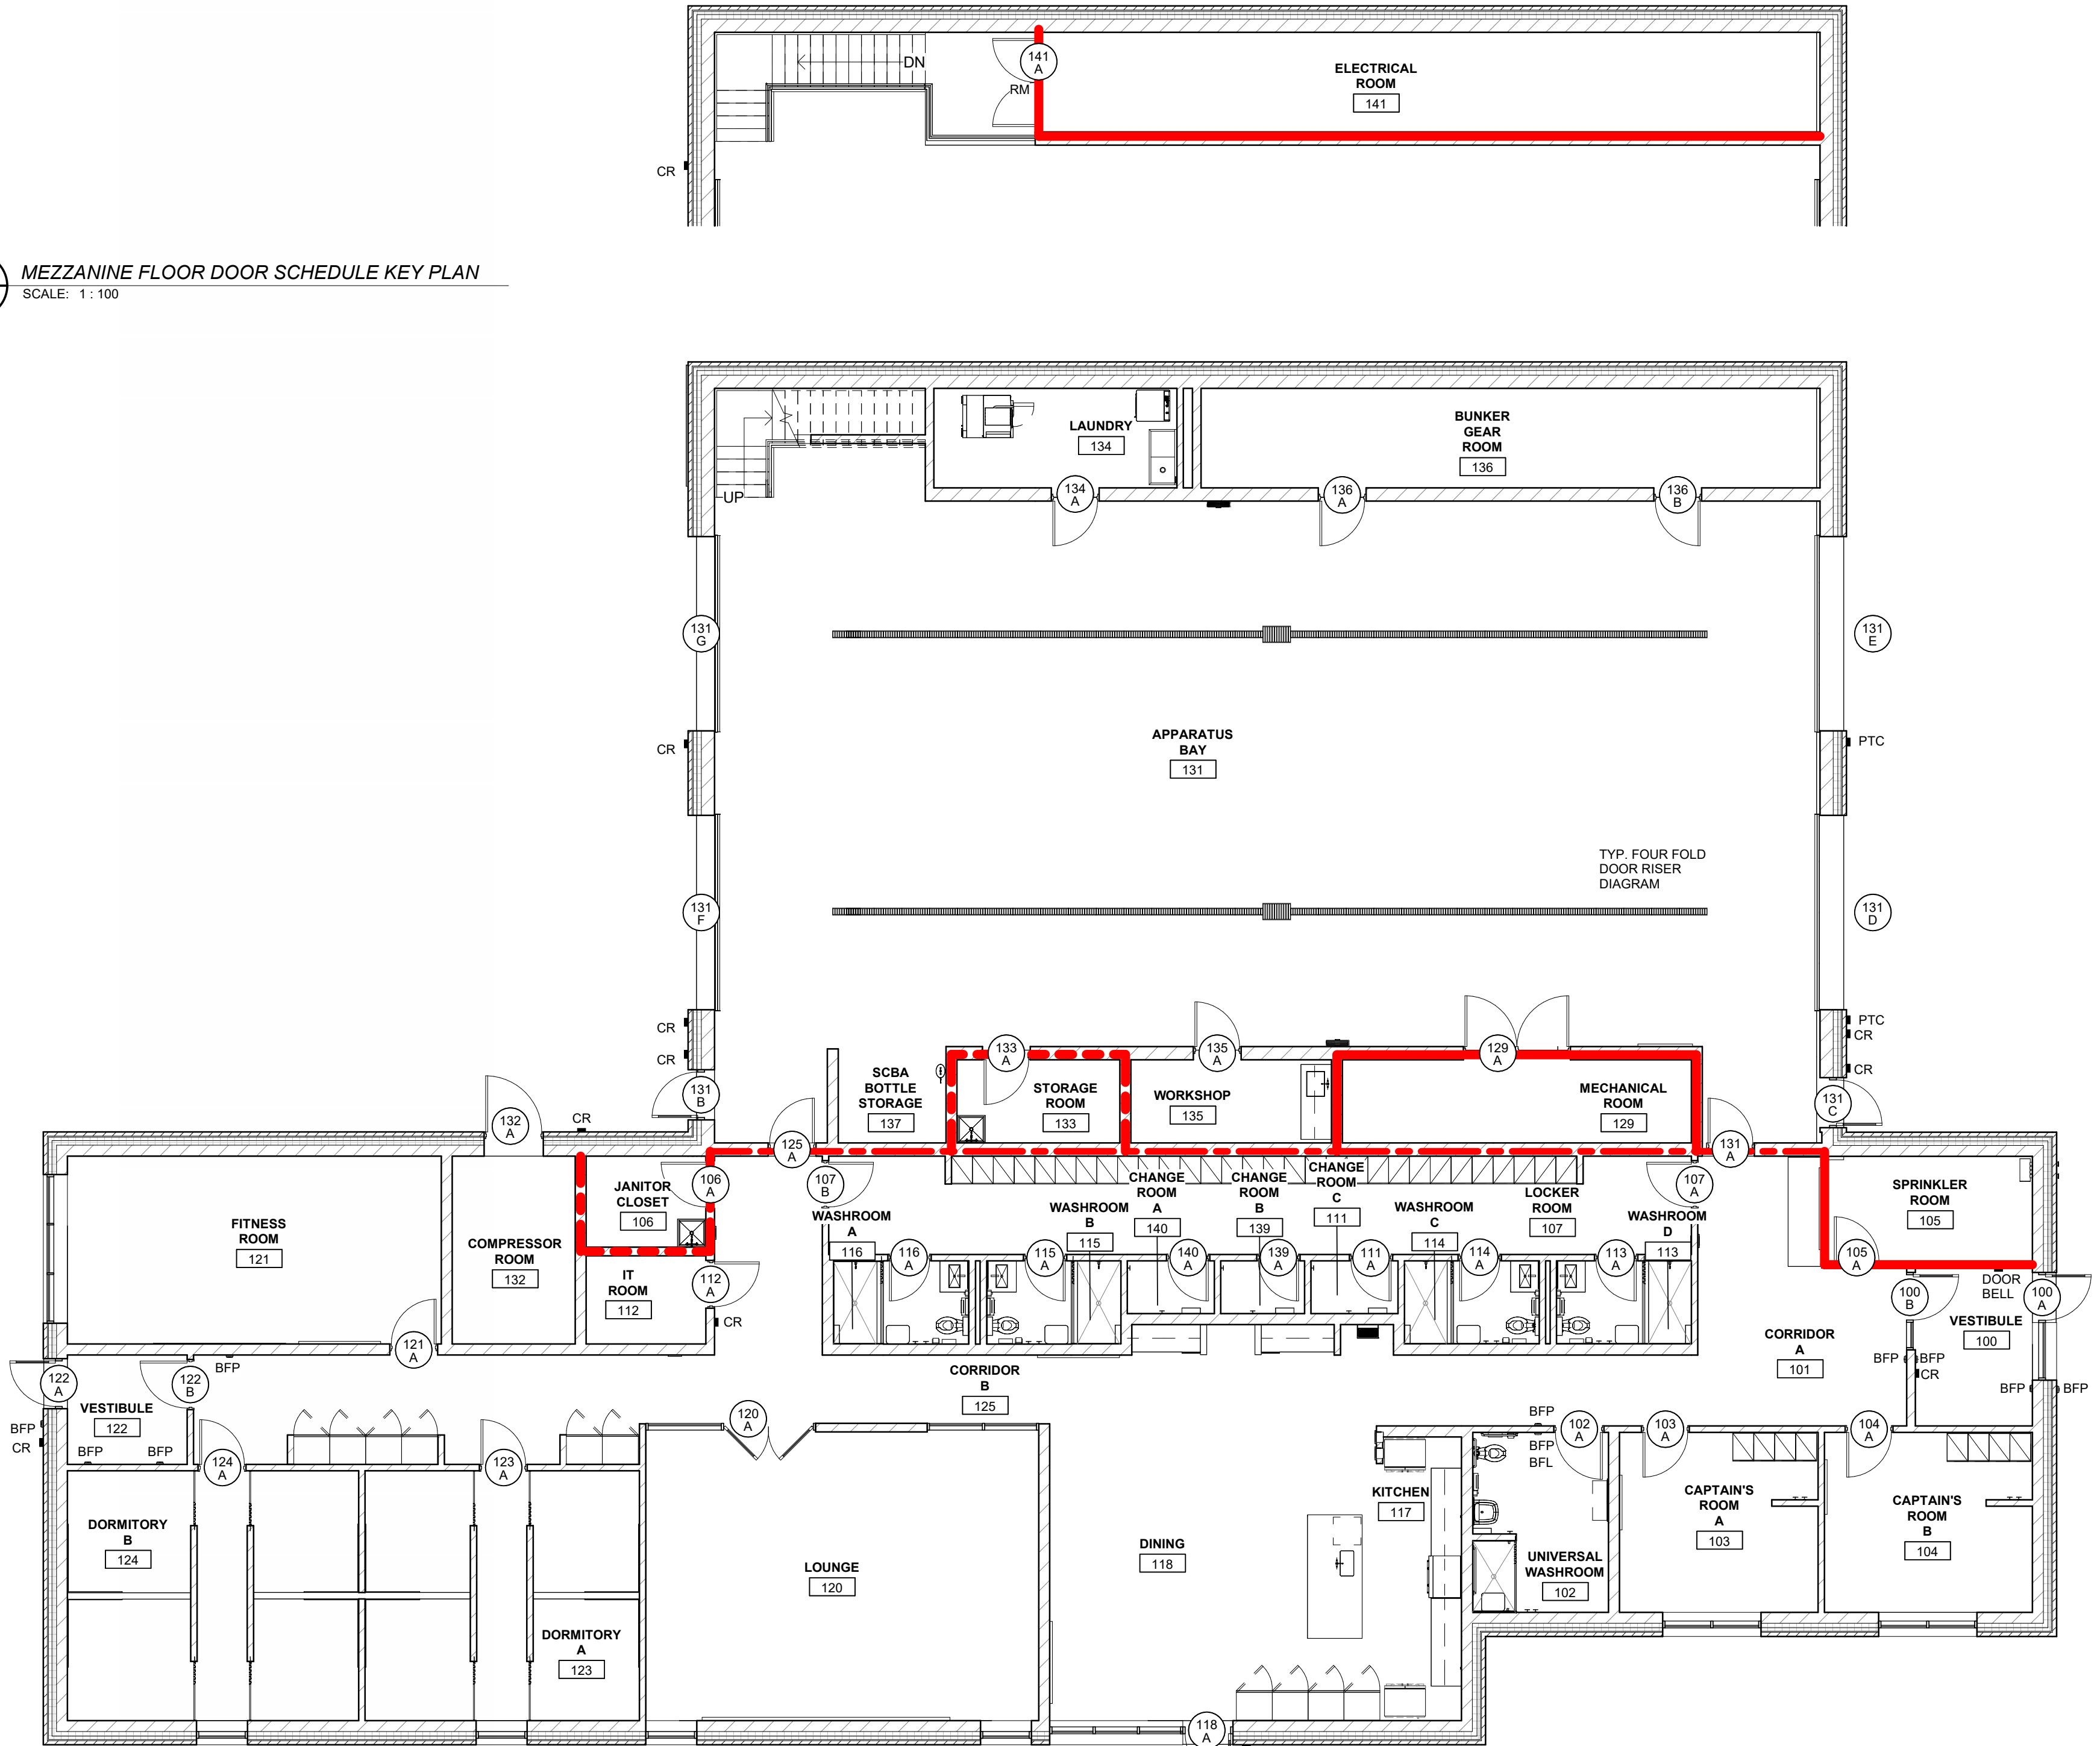 141
A
DN
RM
ELECTRICAL
ROOM
141
CR
MEZZANINE FLOOR DOOR SCHEDULE KEY PLAN
SCALE: 1 : 100
UP
LAUNDRY
134
BUNKER
GEAR
ROOM
136
134
A
136
A
136
B
131
G
131
E
APPARATUS
BAY
131
CR
PTC
TYP. FOUR FOLD
DOOR RISER
DIAGRAM
131
F
131
D
CR
CR
PTC
CR
CR
133
A
135
A
129
A
SCBA
BOTTLE
STORAGE
137
STORAGE
ROOM
133
WORKSHOP
135
MECHANICAL
ROOM
129
131
B
131
C
132
A
CR
125
A
131
A
JANITOR
CLOSET
106
106
A
107
B
107
A
FITNESS
ROOM
121
COMPRESSOR
ROOM
132
IT
ROOM
112
112
A
CR
WASHROOM
A
116
WASHROOM
B
115
CHANGE
ROOM
A
140
CHANGE
ROOM
B
139
CHANGE
ROOM
C
111
WASHROOM
C
114
LOCKER
ROOM
107
WASHROOM
D
113
SPRINKLER
ROOM
105
116
A
115
A
140
A
139
A
111
A
114
A
113
A
105
A
DOOR
BELL
100
B
100
A
VESTIBULE
100
CORRIDOR
A
101
BFP
BFP
CR
BFP
BFP
121
A
BFP
122
A
122
B
VESTIBULE
122
BFP
CR
BFP
BFP
CORRIDOR
B
125
120
A
124
A
123
A
BFP
BFP
BFL
102
A
103
A
104
A
DORMITORY
B
124
LOUNGE
120
DINING
118
KITCHEN
117
UNIVERSAL
WASHROOM
102
CAPTAIN'S
ROOM
A
103
CAPTAIN'S
ROOM
B
104
DORMITORY
A
123
118
A